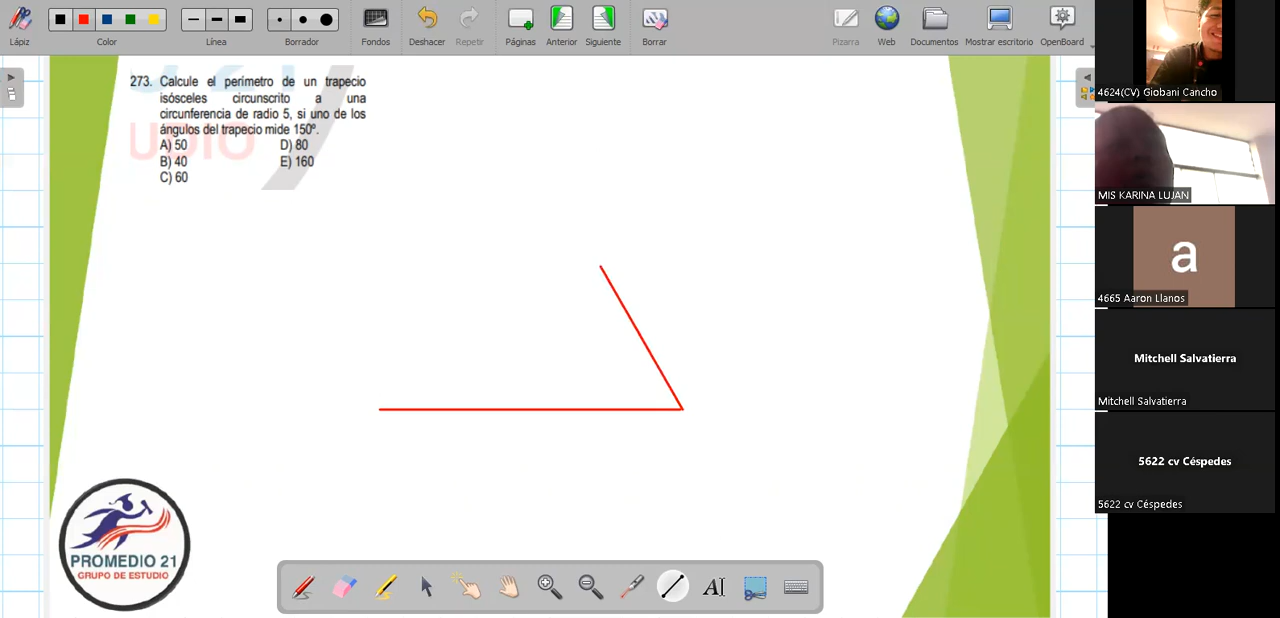 Lápiz
Color
Línea
Borrador
Fondos
Deshacer
Repetir
Páginas
Anterior
Siguiente
Borrar
Pizarra
Web
Documentos
Mostrar escritorio
OpenBoard
273. Calcule el perímetro de un trapecio
isósceles circunscrito a una
circunferencia de radio 5, si uno de los
ángulos del trapecio mide 150º.
A) 50 D) 80
B) 40 E) 160
C) 60
UDIO
PROMEDIO 21
GRUPO DE ESTUDIO
AI
4624(CV) Giobani Cancho
MIS KARINA LUJAN
a
4665 Aaron Llanos
Mitchell Salvatierra
Mitchell Salvatierra
5622 cv Céspedes
5622 cv Céspedes